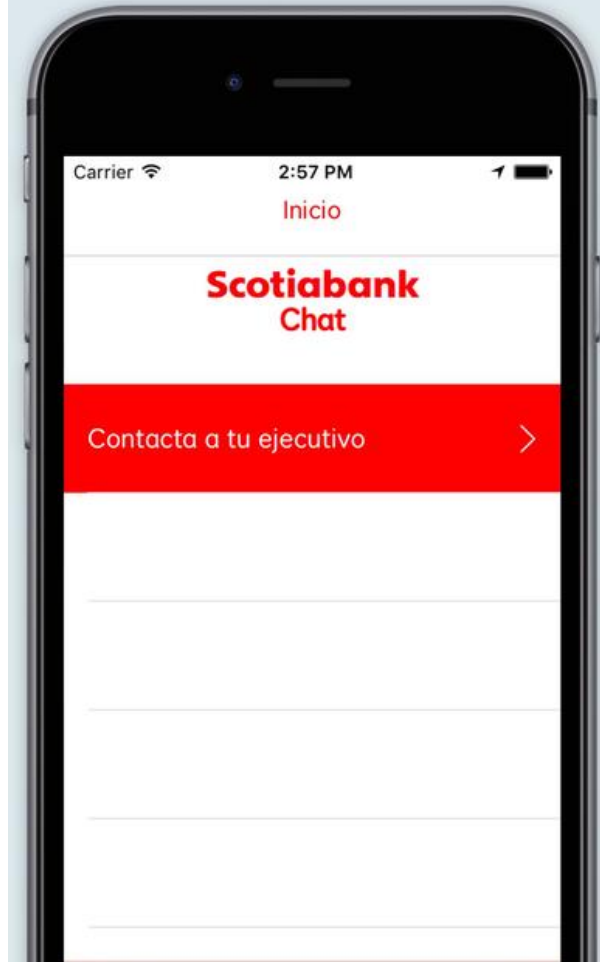 Carrier 2:57 PM
Inicio
Scotiabank
Chat
Contacta a tu ejecutivo